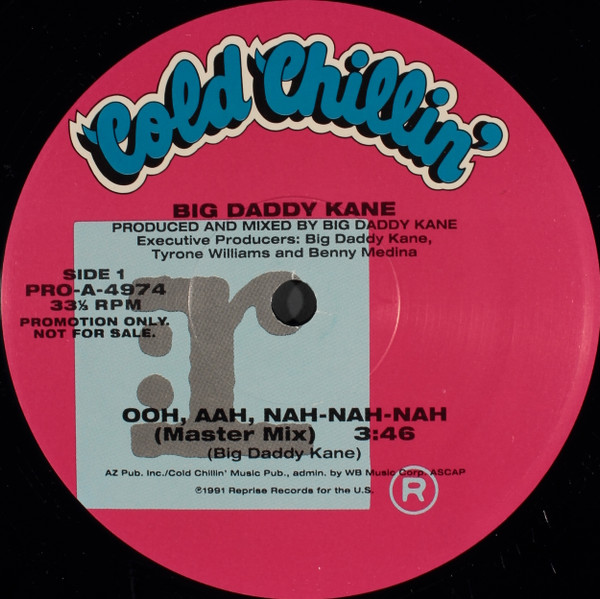 'Cold Chillin'
BIG DADDY KANE
PRODUCED AND MIXED BY BIG DADDY KANE
Executive Producers: Big Daddy Kane,
Tyrone Williams and Benny Medina
SIDE 1
PRO-A-4974
33⅓ RPM
PROMOTION ONLY.
NOT FOR SALE.
:r
OOH, AAH, NAH-NAH-NAH
(Master Mix) 3:46
(Big Daddy Kane)
AZ Pub. Inc./Cold Chillin' Music Pub., admin. by WB Music Corp. ASCAP
℗1991 Reprise Records for the U.S.
®